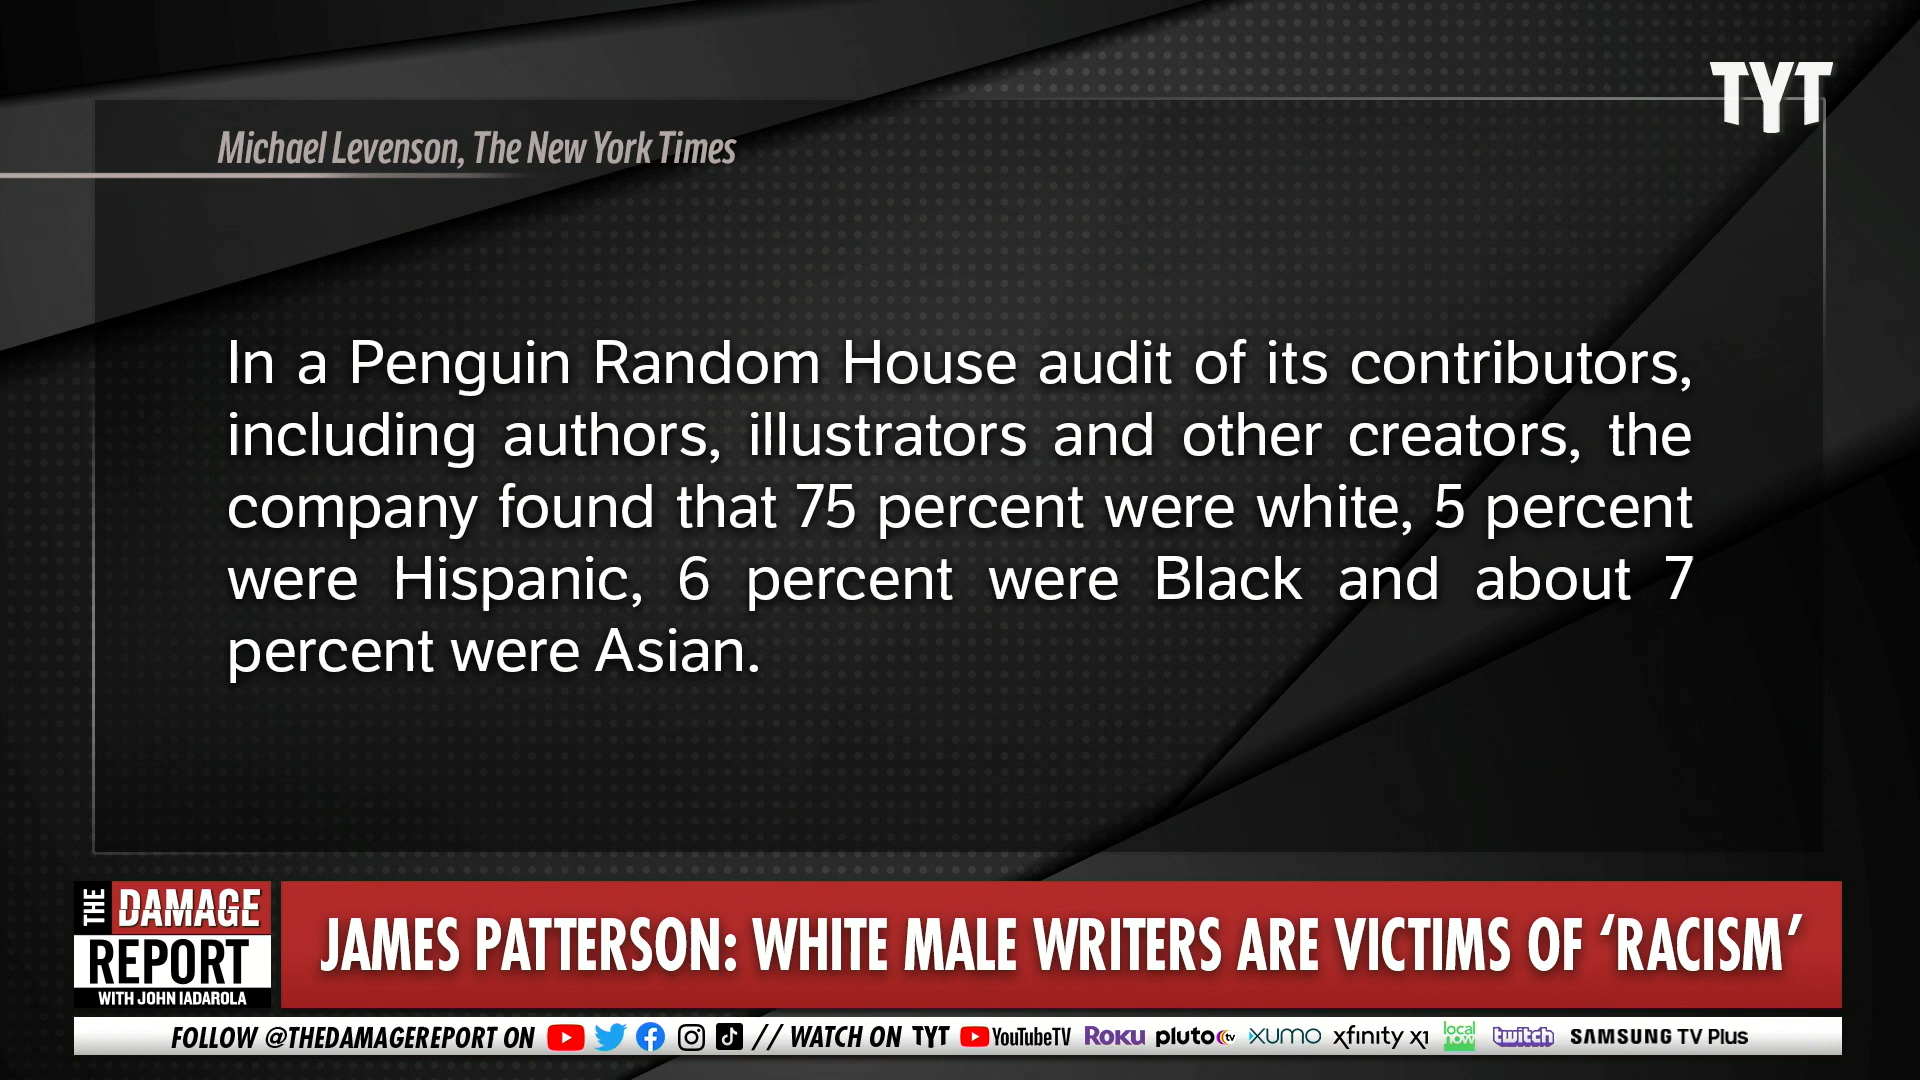 TYT
Michael Levenson, The New York Times
In a Penguin Random House audit of its contributors,
including authors, illustrators and other creators, the
company found that 75 percent were white, 5 percent
were Hispanic, 6 percent were Black and about 7
percent were Asian.
THE DAMAGE
REPORT
WITH JOHN IADAROLA
JAMES PATTERSON: WHITE MALE WRITERS ARE VICTIMS OF ‘RACISM’
FOLLOW @THEDAMAGEREPORT ON // WATCH ON TYT YouTubeTV ROKU pluto tv XUMO xfinity x1 local now twitch SAMSUNG TV Plus